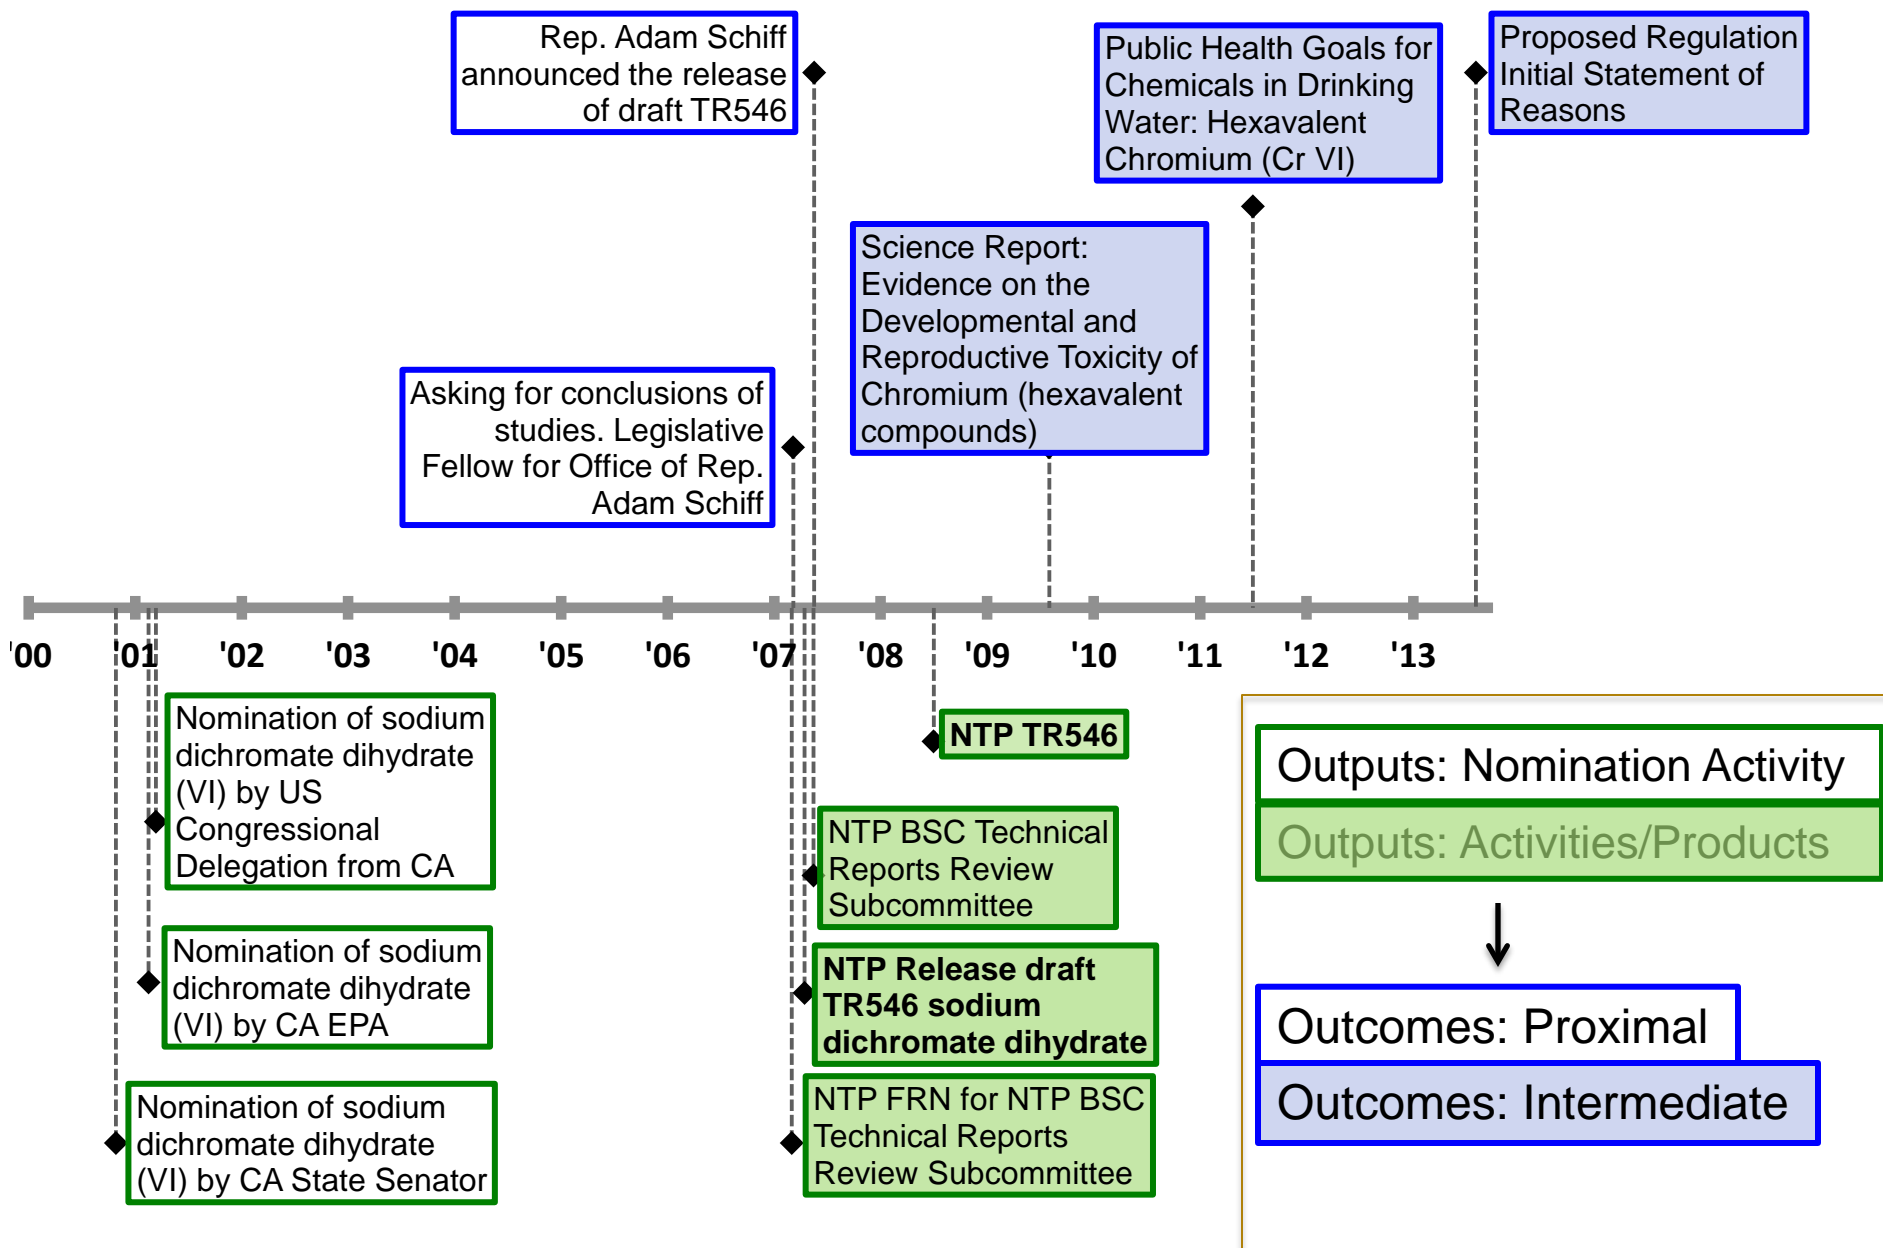 Rep. Adam Schiff
announced the release
of draft TR546
Public Health Goals for
Chemicals in Drinking
Water: Hexavalent
Chromium (Cr VI)
Proposed Regulation
Initial Statement of
Reasons
Science Report:
Evidence on the
Developmental and
Reproductive Toxicity of
Chromium (hexavalent
compounds)
Asking for conclusions of
studies. Legislative
Fellow for Office of Rep.
Adam Schiff
'00 '01 '02 '03 '04 '05 '06 '07 '08 '09 '10 '11 '12 '13
Nomination of sodium
dichromate dihydrate
(VI) by US
Congressional
Delegation from CA
Nomination of sodium
dichromate dihydrate
(VI) by CA EPA
Nomination of sodium
dichromate dihydrate
(VI) by CA State Senator
NTP TR546
NTP BSC Technical
Reports Review
Subcommittee
NTP Release draft
TR546 sodium
dichromate dihydrate
NTP FRN for NTP BSC
Technical Reports
Review Subcommittee
Outputs: Nomination Activity
Outputs: Activities/Products
Outcomes: Proximal
Outcomes: Intermediate